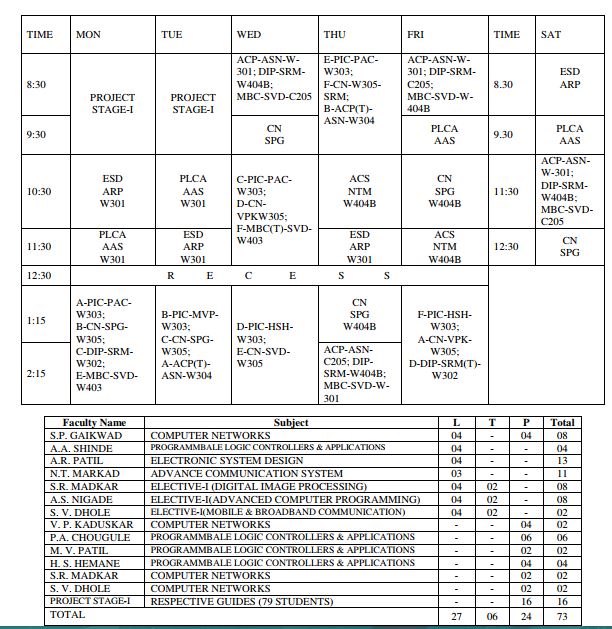 TIME MON TUE WED THU FRI TIME SAT
8:30
PROJECT
STAGE-I
PROJECT
STAGE-I
ACP-ASN-W-
301; DIP-SRM-
W404B;
MBC-SVD-C205
E-PIC-PAC-
W303;
F-CN-W305-
SRM;
B-ACP(T)-
ASN-W304
ACP-ASN-W-
301; DIP-SRM-
C205;
MBC-SVD-W-
404B
8.30
ESD
ARP
9:30
CN
SPG
PLCA
AAS
9.30
PLCA
AAS
10:30
ESD
ARP
W301
PLCA
AAS
W301
C-PIC-PAC-
W303;
D-CN-
VPKW305;
F-MBC(T)-SVD-
W403
ACS
NTM
W404B
CN
SPG
W404B
11:30
ACP-ASN-
W-301;
DIP-SRM-
W404B;
MBC-SVD-
C205
11:30
PLCA
AAS
W301
ESD
ARP
W301
ESD
ARP
W301
ACS
NTM
W404B
12:30
CN
SPG
12:30 R E C E S S
1:15
A-PIC-PAC-
W303;
B-CN-SPG-
W305;
C-DIP-SRM-
W302;
E-MBC-SVD-
W403
B-PIC-MVP-
W303;
C-CN-SPG-
W305;
A-ACP(T)-
ASN-W304
D-PIC-HSH-
W303;
E-CN-SVD-
W305
CN
SPG
W404B
F-PIC-HSH-
W303;
A-CN-VPK-
W305;
D-DIP-SRM(T)-
W302
2:15
ACP-ASN-
C205; DIP-
SRM-W404B;
MBC-SVD-W-
301
Faculty Name Subject L T P Total
S.P. GAIKWAD COMPUTER NETWORKS 04 - 04 08
A.A. SHINDE PROGRAMMBALE LOGIC CONTROLLERS & APPLICATIONS 04 - - 04
A.R. PATIL ELECTRONIC SYSTEM DESIGN 04 - - 13
N.T. MARKAD ADVANCE COMMUNICATION SYSTEM 03 - - 11
S.R. MADKAR ELECTIVE-I (DIGITAL IMAGE PROCESSING) 04 02 - 08
A.S. NIGADE ELECTIVE-I(ADVANCED COMPUTER PROGRAMMING) 04 02 - 08
S. V. DHOLE ELECTIVE-I(MOBILE & BROADBAND COMMUNICATION) 04 02 - 04
V. P. KADUSKAR COMPUTER NETWORKS - - 04 02
P.A. CHOUGULE PROGRAMMBALE LOGIC CONTROLLERS & APPLICATIONS - - 06 06
M. V. PATIL PROGRAMMBALE LOGIC CONTROLLERS & APPLICATIONS - - 02 02
H. S. HEMANE PROGRAMMBALE LOGIC CONTROLLERS & APPLICATIONS - - 04 04
S.R. MADKAR COMPUTER NETWORKS - - 02 02
S. V. DHOLE COMPUTER NETWORKS - - 02 02
PROJECT STAGE-I RESPECTIVE GUIDES (79 STUDENTS) - - 16 16
TOTAL 27 06 24 73